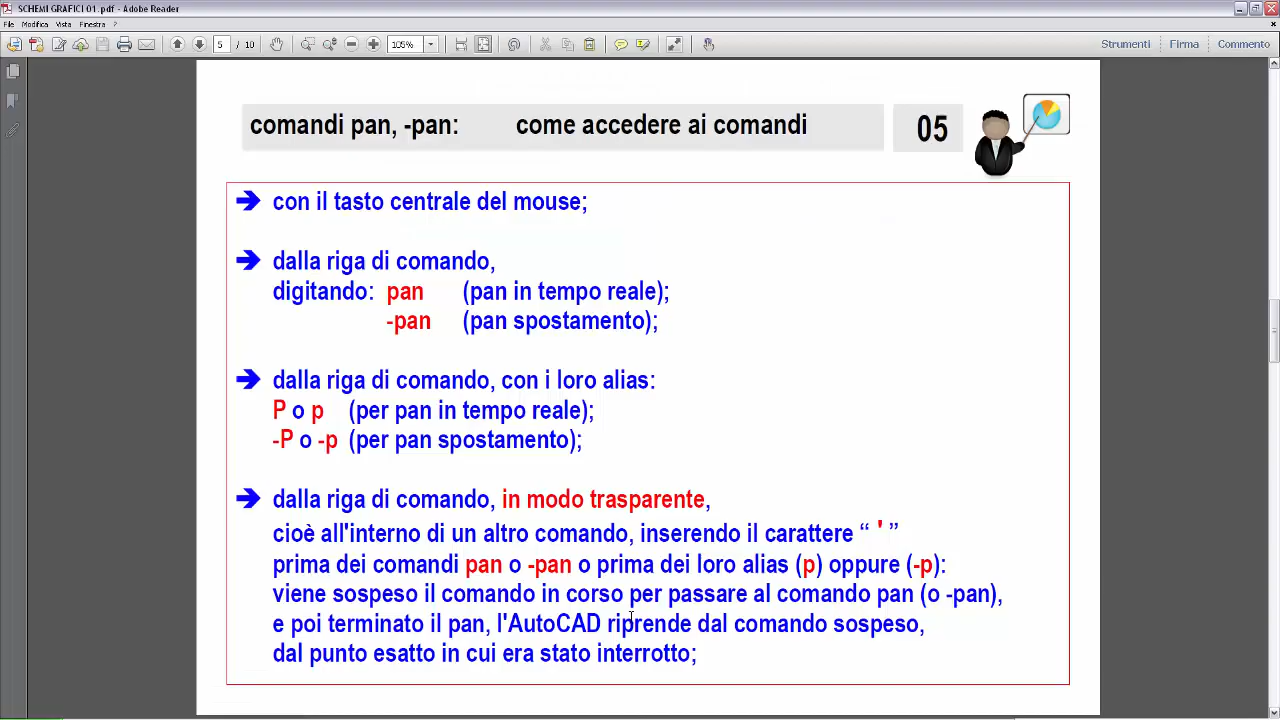 SCHEMI GRAFICI 01.pdf - Adobe Reader
File Modifica Vista Finestra ?
5 / 10 105% Strumenti Firma Commento
comandi pan, -pan: come accedere ai comandi 05
con il tasto centrale del mouse;
dalla riga di comando,
digitando: pan (pan in tempo reale);
-pan (pan spostamento);
dalla riga di comando, con i loro alias:
P o p (per pan in tempo reale);
-P o -p (per pan spostamento);
dalla riga di comando, in modo trasparente,
cioè all'interno di un altro comando, inserendo il carattere “ ' ”
prima dei comandi pan o -pan o prima dei loro alias (p) oppure (-p):
viene sospeso il comando in corso per passare al comando pan (o -pan),
e poi terminato il pan, l'AutoCAD riprende dal comando sospeso,
dal punto esatto in cui era stato interrotto;